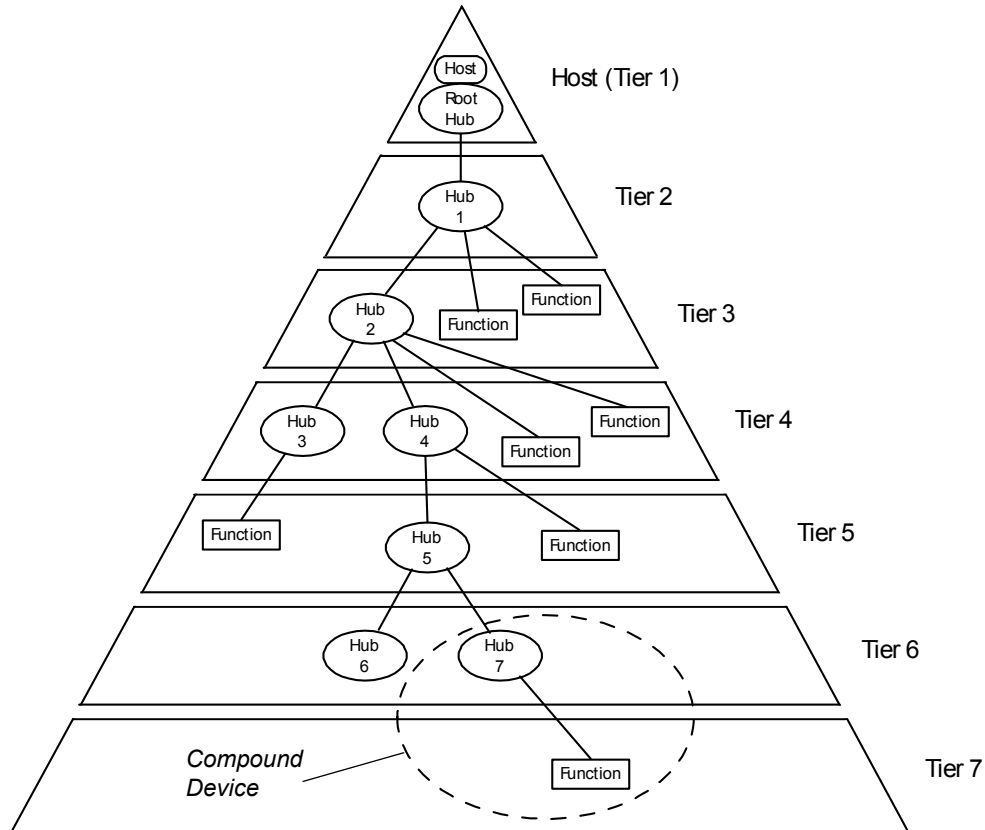 Host
Host (Tier 1)
Root
Hub
Hub
1
Tier 2
Function
Hub
2
Function
Tier 3
Hub
3
Hub
4
Function
Function
Tier 4
Function
Hub
5
Function
Tier 5
Hub
6
Hub
7
Tier 6
Compound
Device
Function
Tier 7